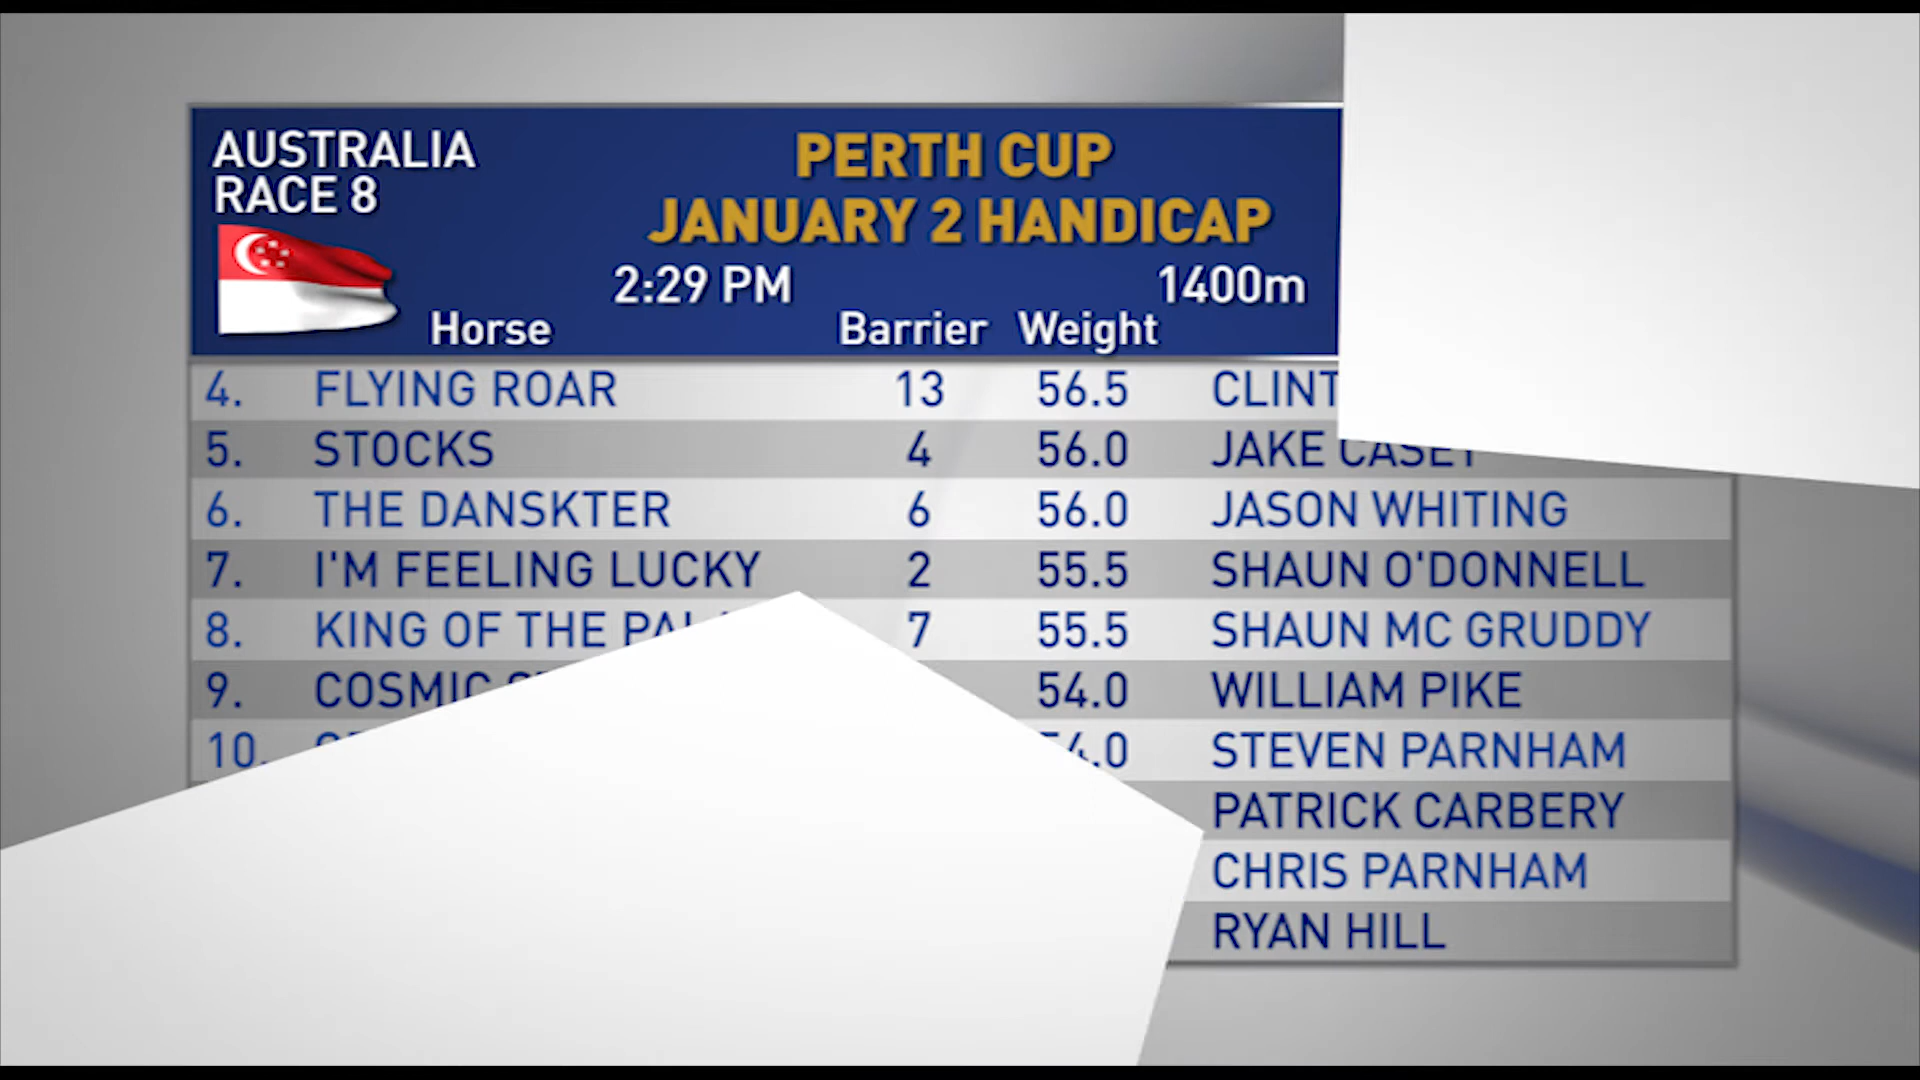 AUSTRALIA
RACE 8
PERTH CUP
JANUARY 2 HANDICAP
2:29 PM 1400m
Horse Barrier Weight
4. FLYING ROAR 13 56.5 CLINT
5. STOCKS 4 56.0 JAKE CASEY
6. THE DANSKTER 6 56.0 JASON WHITING
7. I'M FEELING LUCKY 2 55.5 SHAUN O'DONNELL
8. KING OF THE 7 55.5 SHAUN MC GRUDDY
9. COSMIC 54.0 WILLIAM PIKE
10. STEVEN PARNHAM
PATRICK CARBERY
CHRIS PARNHAM
RYAN HILL